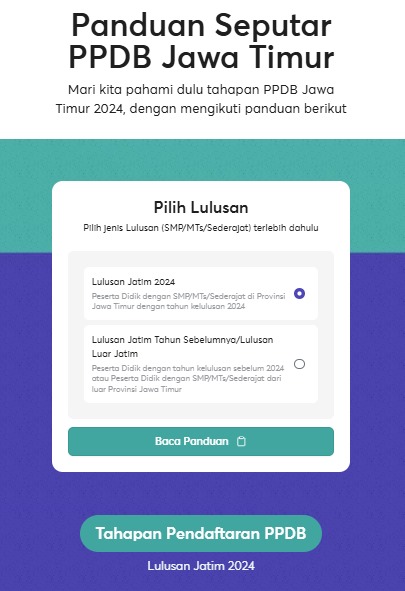 Panduan Seputar
PPDB Jawa Timur
Mari kita pahami dulu tahapan PPDB Jawa
Timur 2024, dengan mengikuti panduan berikut
Pilih Lulusan
Pilih jenis Lulusan (SMP/MTs/Sederajat) terlebih dahulu
Lulusan Jatim 2024
Peserta Didik dengan SMP/MTs/Sederajat di Provinsi
Jawa Timur dengan tahun kelulusan 2024
Lulusan Jatim Tahun Sebelumnya/Lulusan
Luar Jatim
Peserta Didik dengan tahun kelulusan sebelum 2024
atau Peserta Didik dengan SMP/MTs/Sederajat dari
luar Provinsi Jawa Timur
Baca Panduan
Tahapan Pendaftaran PPDB
Lulusan Jatim 2024